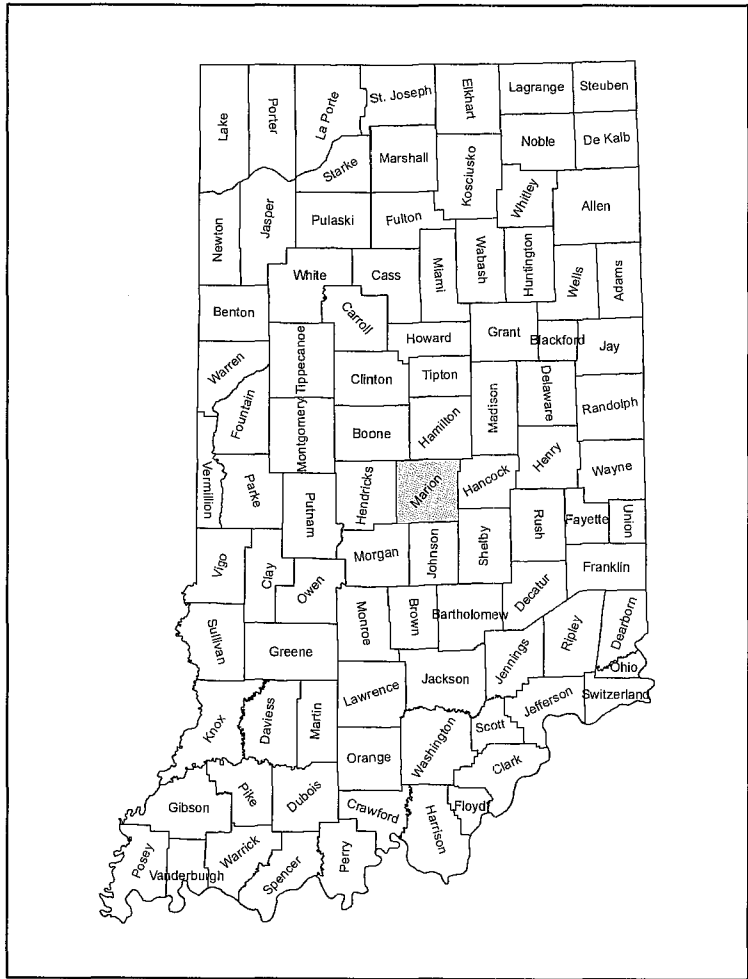 Lake
Porter
La Porte
St. Joseph
Elkhart
Lagrange
Steuben
Noble
De Kalb
Starke
Marshall
Kosciusko
Whitley
Allen
Newton
Jasper
Pulaski
Fulton
Wabash
Huntington
Miami
White
Cass
Wells
Adams
Benton
Carroll
Howard
Grant
Blackford
Jay
Warren
Tippecanoe
Clinton
Tipton
Delaware
Randolph
Fountain
Montgomery
Boone
Hamilton
Madison
Henry
Wayne
Vermillion
Parke
Putnam
Hendricks
Marion
Hancock
Rush
Fayette
Union
Vigo
Clay
Owen
Morgan
Johnson
Shelby
Franklin
Decatur
Sullivan
Greene
Monroe
Brown
Bartholomew
Jennings
Ripley
Dearborn
Ohio
Knox
Daviess
Martin
Lawrence
Jackson
Jefferson
Switzerland
Scott
Orange
Washington
Clark
Gibson
Pike
Dubois
Crawford
Floyd
Harrison
Posey
Vanderburgh
Warrick
Spencer
Perry